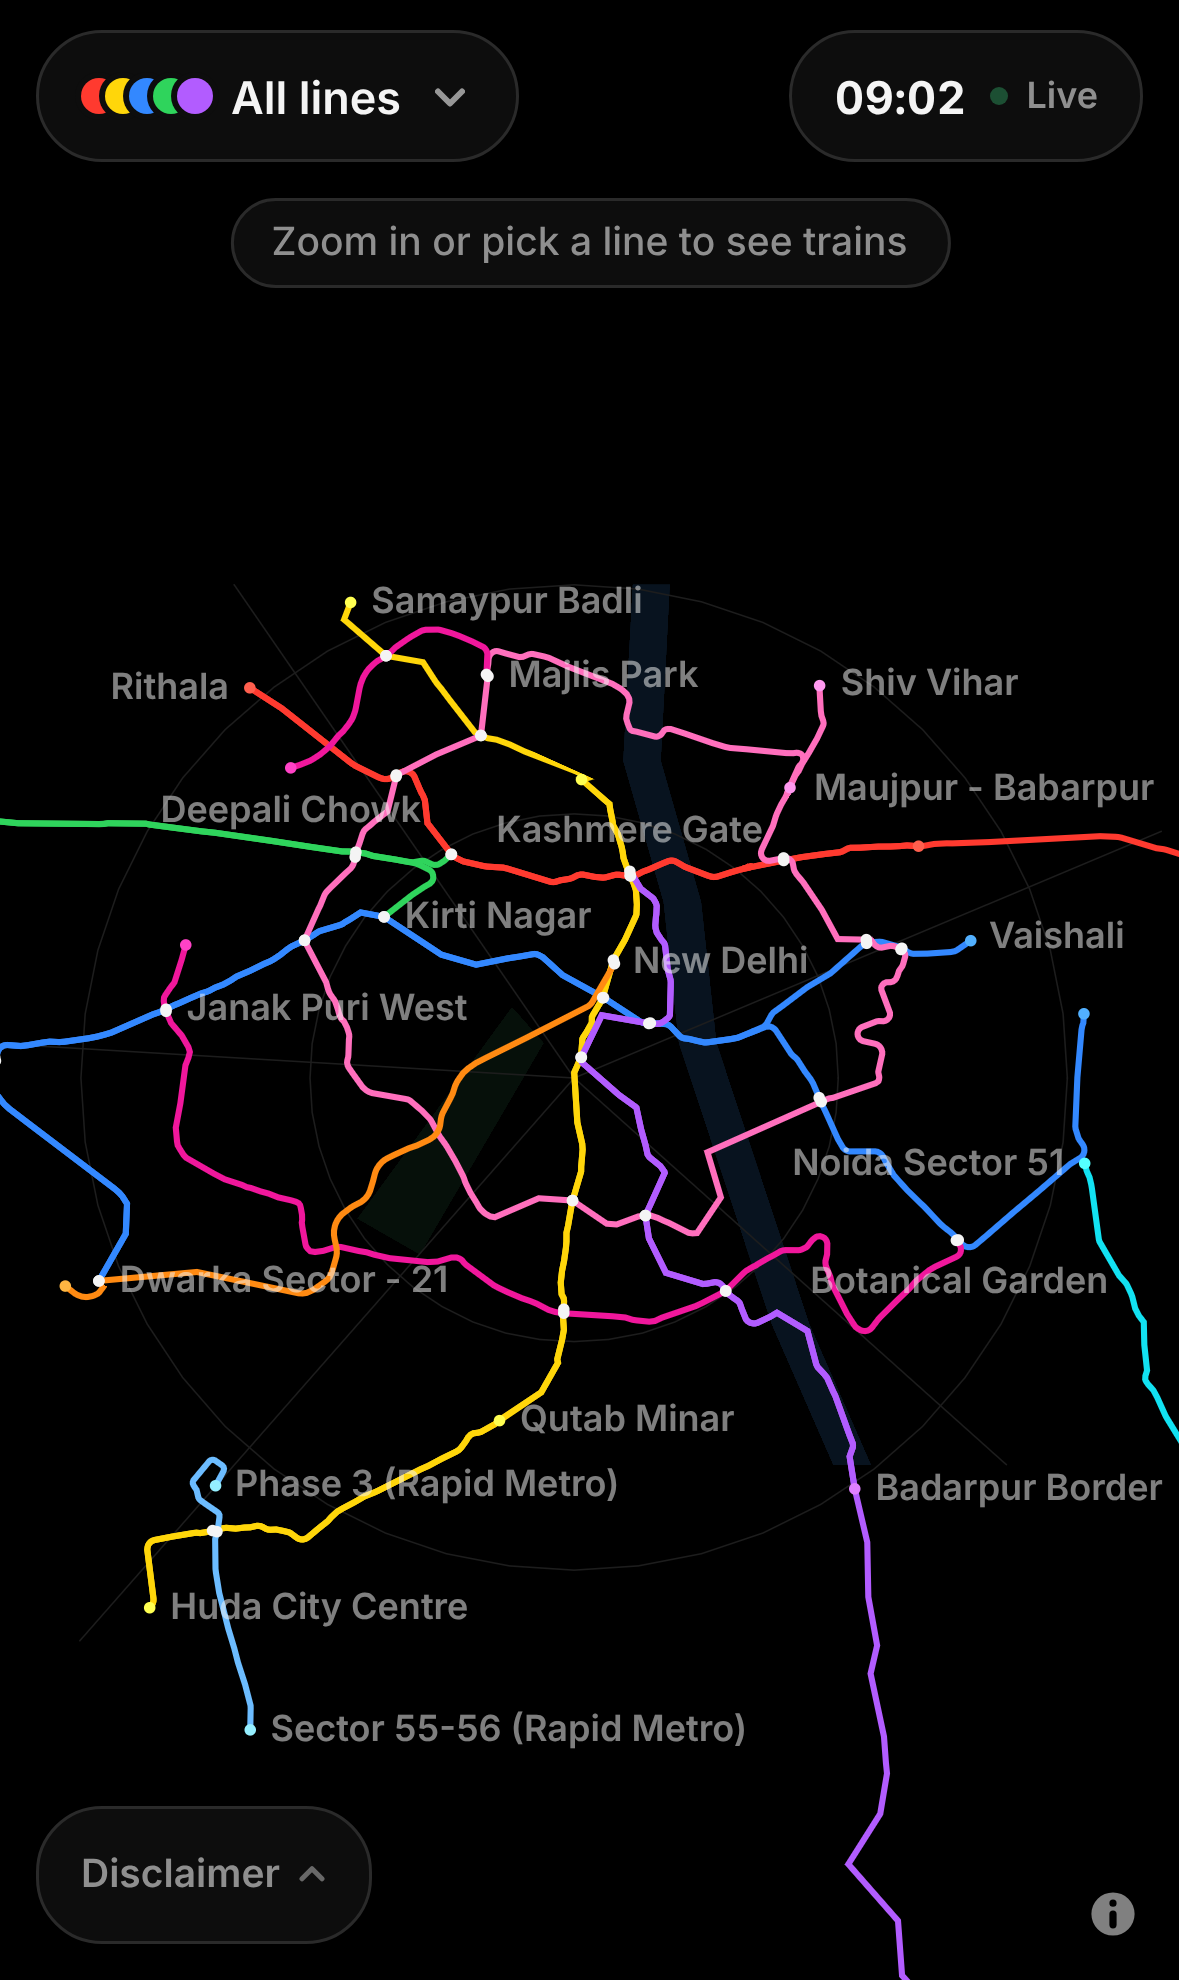 All lines
09:02 Live
Zoom in or pick a line to see trains
Samaypur Badli
Majlis Park
Rithala
Shiv Vihar
Maujpur - Babarpur
Deepali Chowk
Kashmere Gate
Kirti Nagar
Vaishali
New Delhi
Janak Puri West
Noida Sector 51
Dwarka Sector - 21
Botanical Garden
Qutab Minar
Phase 3 (Rapid Metro)
Badarpur Border
Huda City Centre
Sector 55-56 (Rapid Metro)
Disclaimer